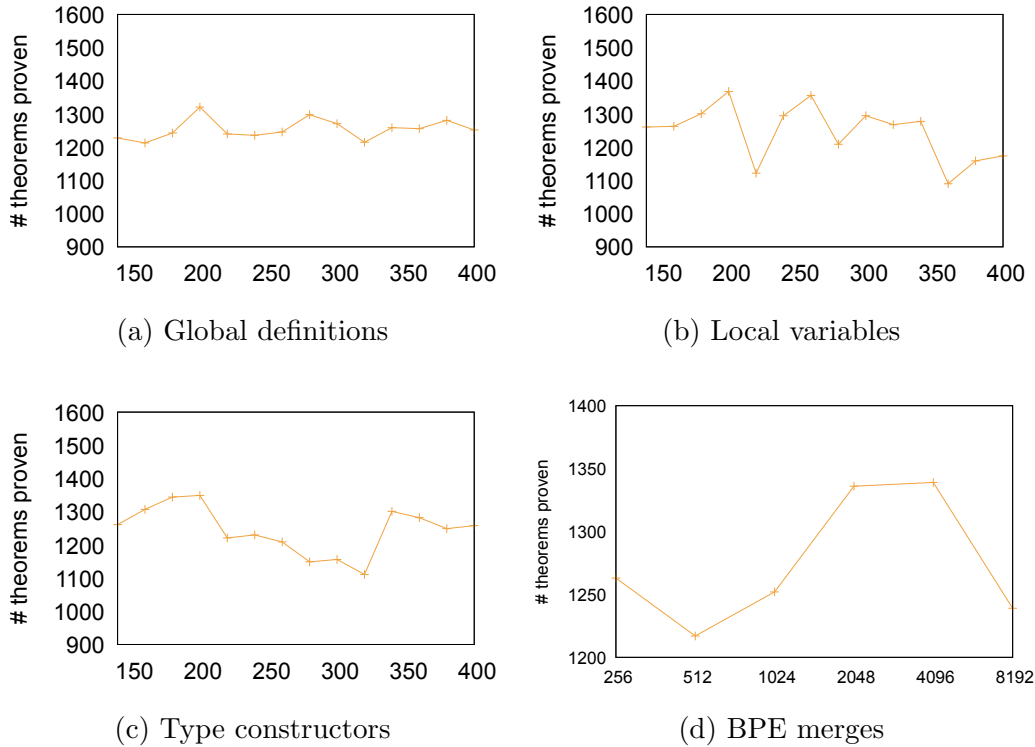 1600
1500
1400
1300
1200
1100
1000
900
# theorems proven
150 200 250 300 350 400
(a) Global definitions
1600
1500
1400
1300
1200
1100
1000
900
# theorems proven
150 200 250 300 350 400
(b) Local variables
1600
1500
1400
1300
1200
1100
1000
900
# theorems proven
150 200 250 300 350 400
(c) Type constructors
1400
1350
1300
1250
1200
# theorems proven
256 512 1024 2048 4096 8192
(d) BPE merges